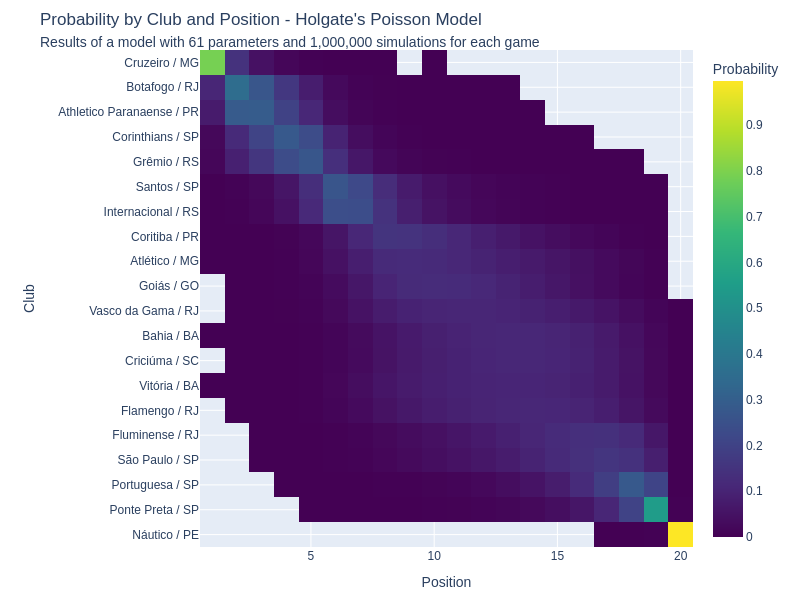 Probability by Club and Position - Holgate's Poisson Model
Results of a model with 61 parameters and 1,000,000 simulations for each game
Probability
Club
Cruzeiro / MG
Botafogo / RJ
Athletico Paranaense / PR
Corinthians / SP
Grêmio / RS
Santos / SP
Internacional / RS
Coritiba / PR
Atlético / MG
Goiás / GO
Vasco da Gama / RJ
Bahia / BA
Criciúma / SC
Vitória / BA
Flamengo / RJ
Fluminense / RJ
São Paulo / SP
Portuguesa / SP
Ponte Preta / SP
Náutico / PE
5 10 15 20
Position
0.9
0.8
0.7
0.6
0.5
0.4
0.3
0.2
0.1
0